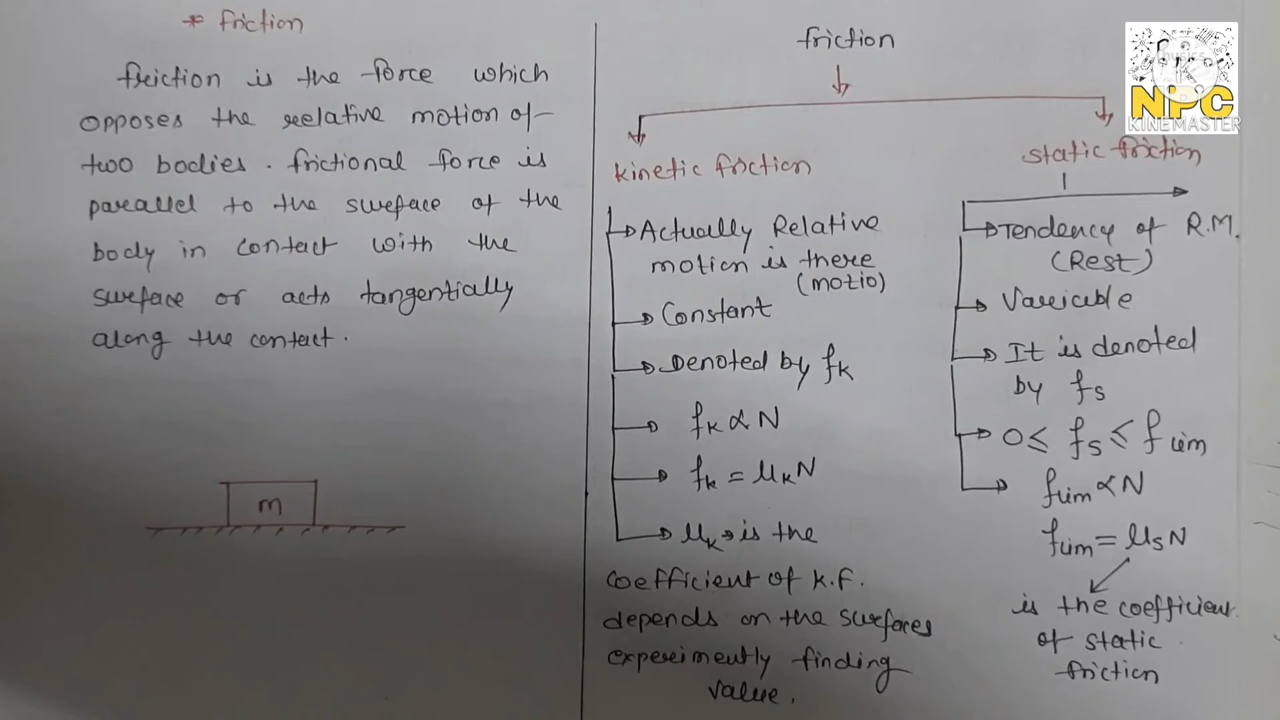 * friction
friction is the force which
opposes the relative motion of
two bodies. frictional force is
parallel to the surface of the
body in contact with the
surface or acts tangentially
along the contact.
m
friction
kinetic friction
→ Actually Relative
motion is there
(motio)
→ Constant
→ Denoted by fK
→ fK ∝ N
→ fk = μKN
→ μK → is the
coefficient of K.F.
depends on the surfaces
experimently finding
value.
static friction
→ Tendency of R.M.
(Rest)
→ Variable
→ It is denoted
by fS
→ 0 ≤ fS ≤ flim
→ flim ∝ N
flim = μSN
is the coefficient
of static
friction
Physics
NPC
KINEMASTER